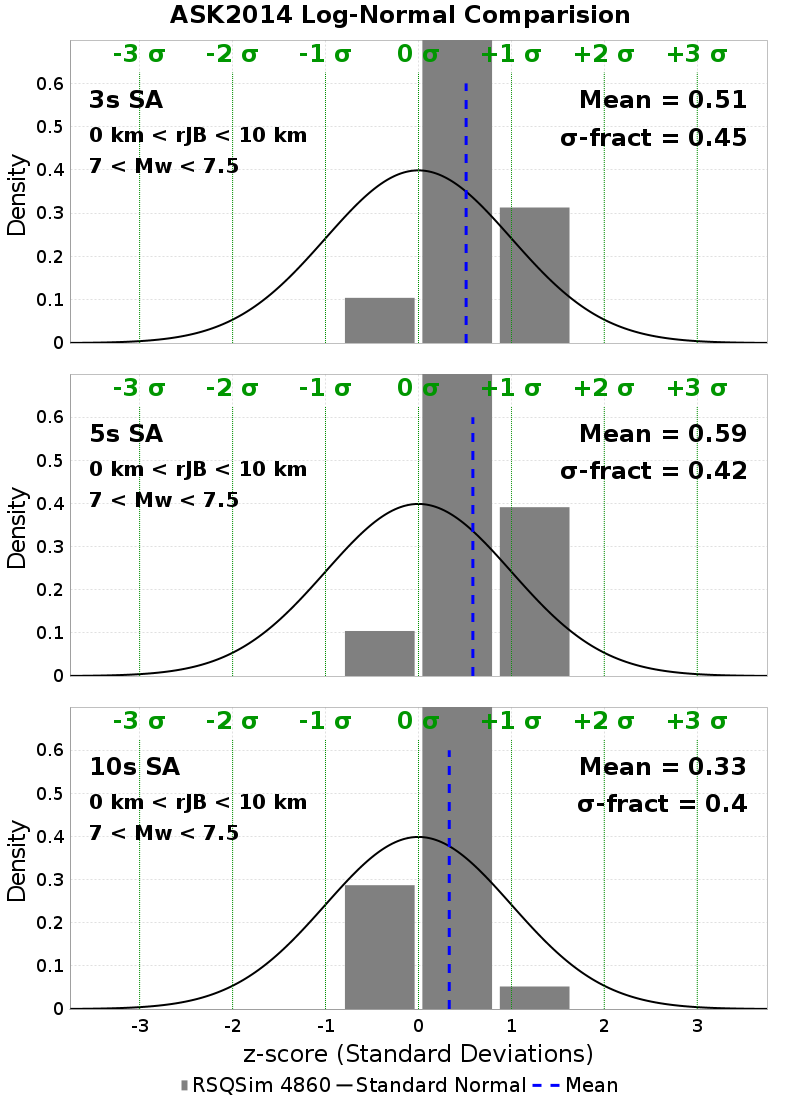 ASK2014 Log-Normal Comparision
-3 σ -2 σ -1 σ 0 σ +1 σ +2 σ +3 σ
3s SA
0 km < rJB < 10 km
7 < Mw < 7.5
Mean = 0.51
σ-fract = 0.45
0.6
0.5
0.4
0.3
0.2
0.1
0
Density
-3 σ -2 σ -1 σ 0 σ +1 σ +2 σ +3 σ
5s SA
0 km < rJB < 10 km
7 < Mw < 7.5
Mean = 0.59
σ-fract = 0.42
0.6
0.5
0.4
0.3
0.2
0.1
0
Density
-3 σ -2 σ -1 σ 0 σ +1 σ +2 σ +3 σ
10s SA
0 km < rJB < 10 km
7 < Mw < 7.5
Mean = 0.33
σ-fract = 0.4
0.6
0.5
0.4
0.3
0.2
0.1
0
Density
-3 -2 -1 0 1 2 3
z-score (Standard Deviations)
RSQSim 4860 Standard Normal Mean